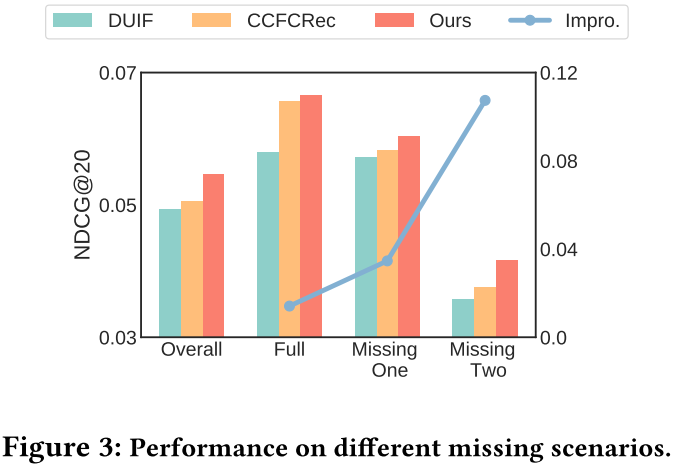 DUIF CCFCRec Ours Impro.
0.07 0.12
0.08
NDCG@20
0.05
0.04
0.03 0.0
Overall Full Missing One Missing Two
Figure 3: Performance on different missing scenarios.